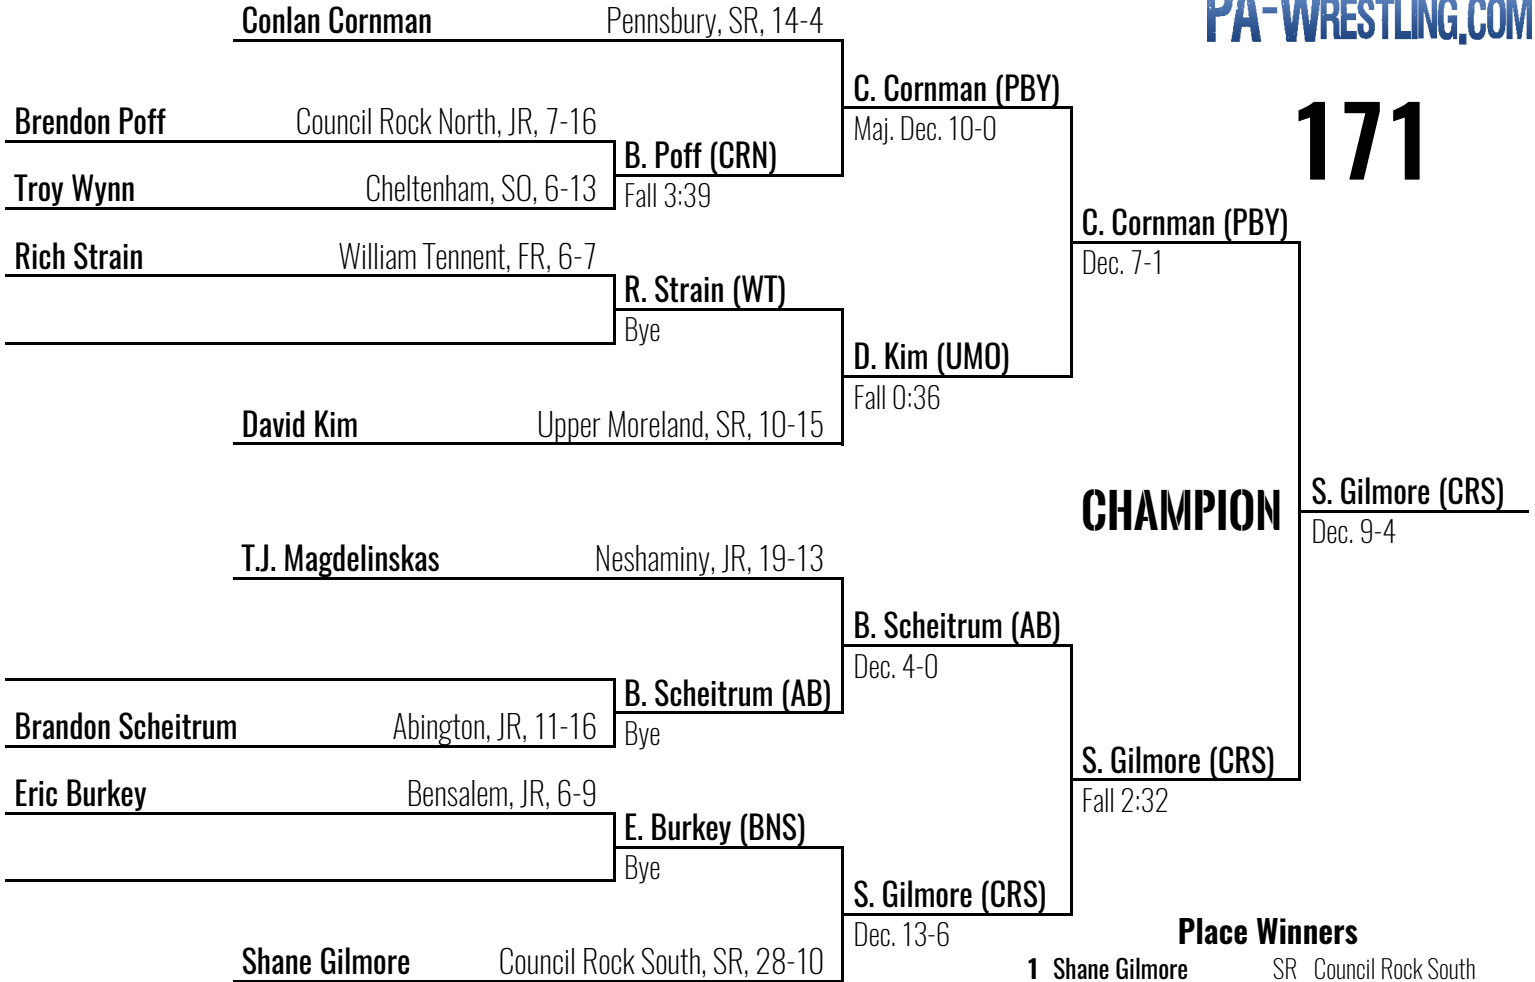 Conlan Cornman Pennsbury, SR, 14-4
PA-WRESTLING.COM
C. Cornman (PBY)
171
Brendon Poff Council Rock North, JR, 7-16
Maj. Dec. 10-0
B. Poff (CRN)
Troy Wynn Cheltenham, SO, 6-13
Fall 3:39
C. Cornman (PBY)
Rich Strain William Tennent, FR, 6-7
Dec. 7-1
R. Strain (WT)
Bye
D. Kim (UMO)
Fall 0:36
David Kim Upper Moreland, SR, 10-15
CHAMPION
S. Gilmore (CRS)
Dec. 9-4
T.J. Magdelinskas Neshaminy, JR, 19-13
B. Scheitrum (AB)
Dec. 4-0
B. Scheitrum (AB)
Brandon Scheitrum Abington, JR, 11-16
Bye
S. Gilmore (CRS)
Eric Burkey Bensalem, JR, 6-9
Fall 2:32
E. Burkey (BNS)
Bye
S. Gilmore (CRS)
Dec. 13-6
Place Winners
Shane Gilmore Council Rock South, SR, 28-10
1 Shane Gilmore SR Council Rock South